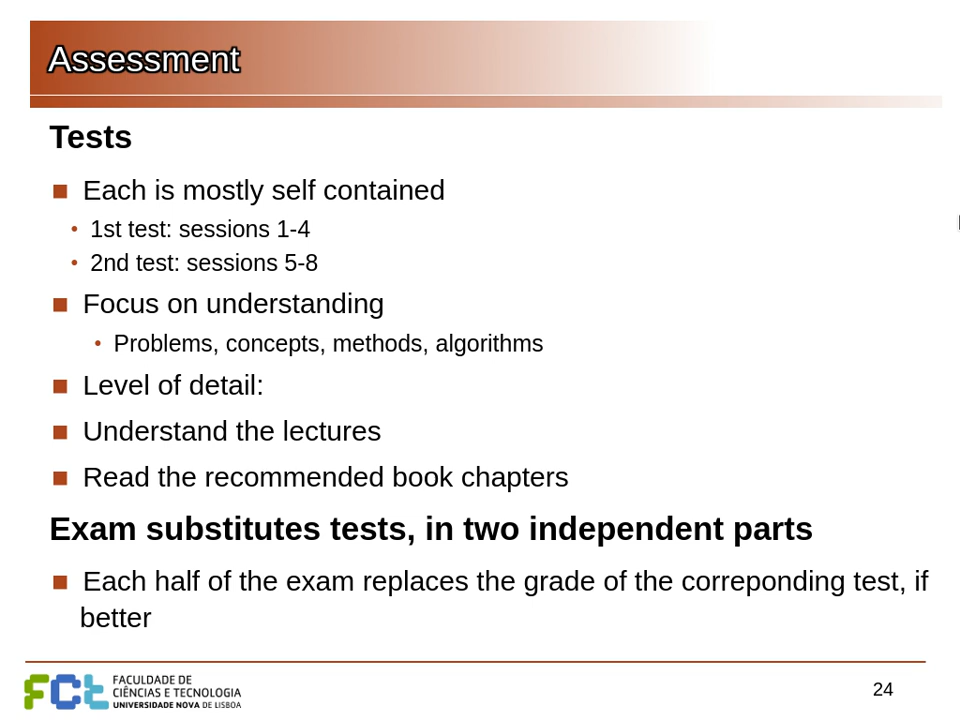 Assessment
Tests
■ Each is mostly self contained
• 1st test: sessions 1-4
• 2nd test: sessions 5-8
■ Focus on understanding
• Problems, concepts, methods, algorithms
■ Level of detail:
■ Understand the lectures
■ Read the recommended book chapters
Exam substitutes tests, in two independent parts
■ Each half of the exam replaces the grade of the correponding test, if
better
FCt FACULDADE DE
CIÊNCIAS E TECNOLOGIA
UNIVERSIDADE NOVA DE LISBOA
24